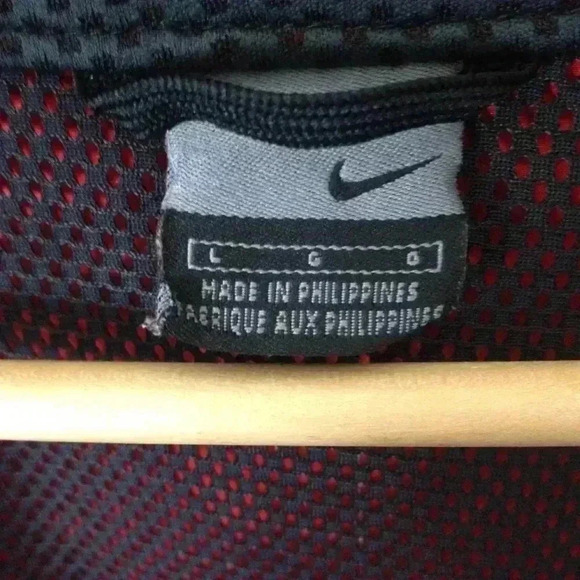 L G G
MADE IN PHILIPPINES
FABRIQUE AUX PHILIPPINES